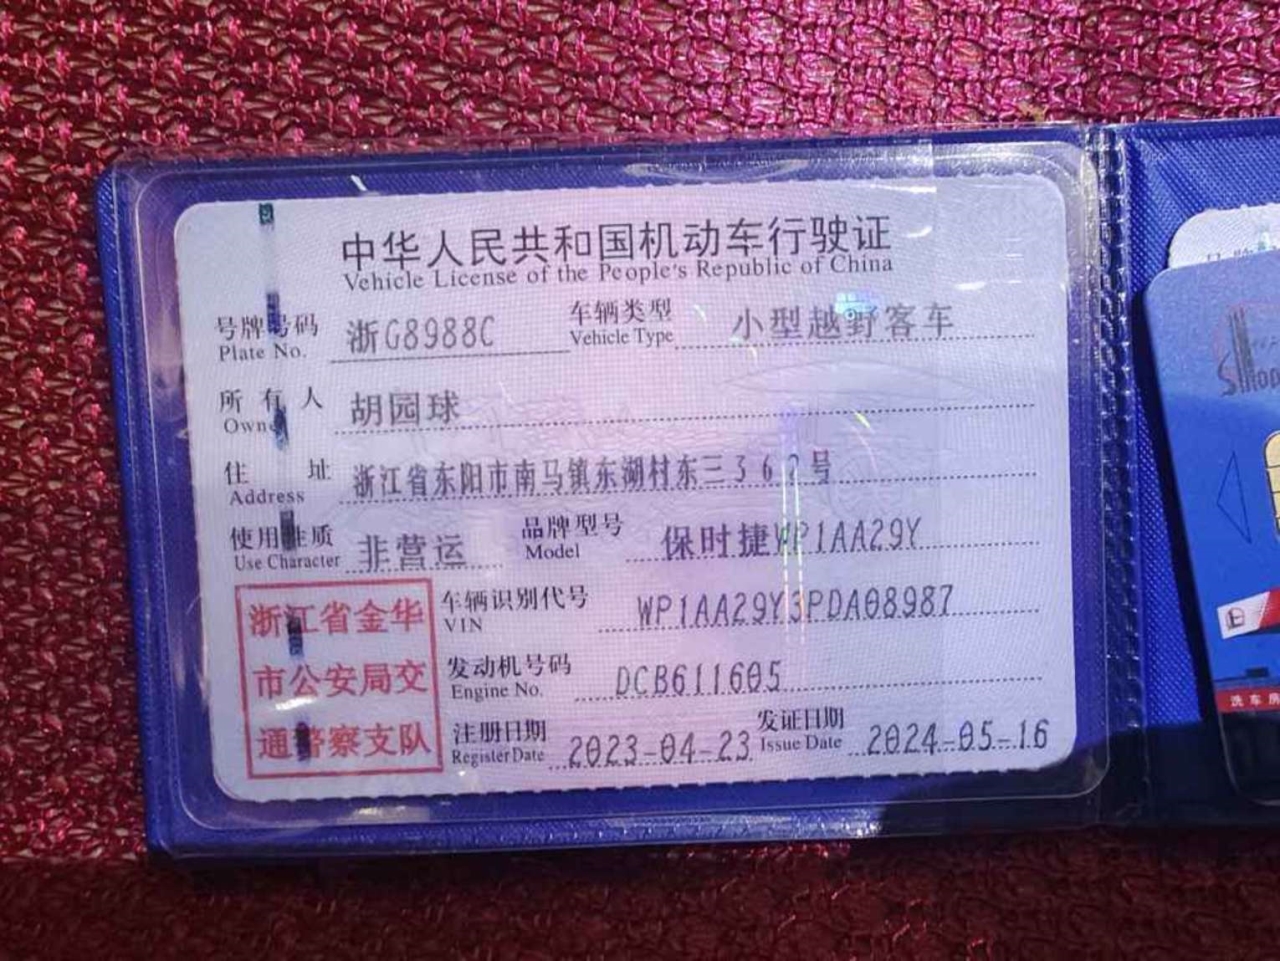 中华人民共和国机动车行驶证
Vehicle License of the People's Republic of China
号牌号码 浙G8988C 车辆类型 小型越野客车
Plate No. Vehicle Type
所有人 胡园球
Owner
住址 浙江省东阳市南马镇东湖村东三362号
Address
使用性质 非营运 品牌型号 保时捷WP1AA29Y
Use Character Model
浙江省金华
市公安局交
通警察支队
车辆识别代号 WP1AA29Y3PDA08987
VIN
发动机号码 DCB611605
Engine No.
注册日期 2023-04-23 发证日期 2024-05-16
Register Date Issue Date
洗车